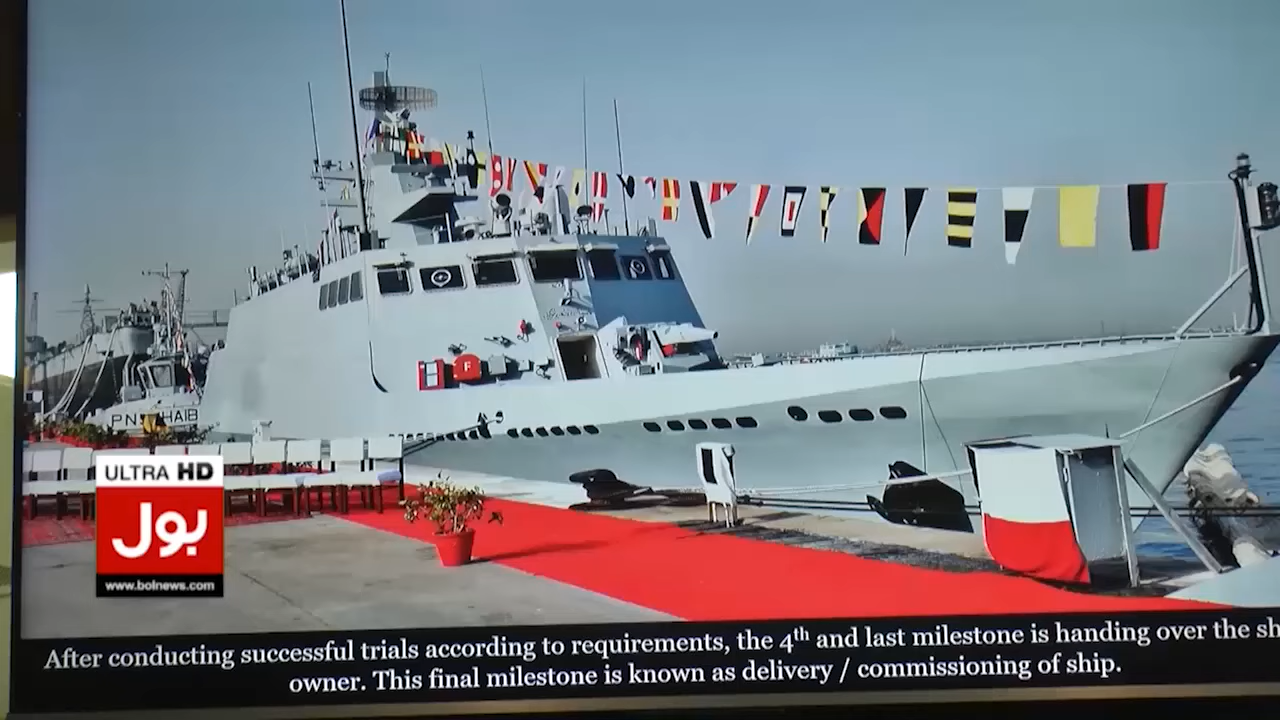 F
PN
HAIB
ULTRA HD
بول
www.bolnews.com
After conducting successful trials according to requirements, the 4th and last milestone is handing over the sh
owner. This final milestone is known as delivery / commissioning of ship.